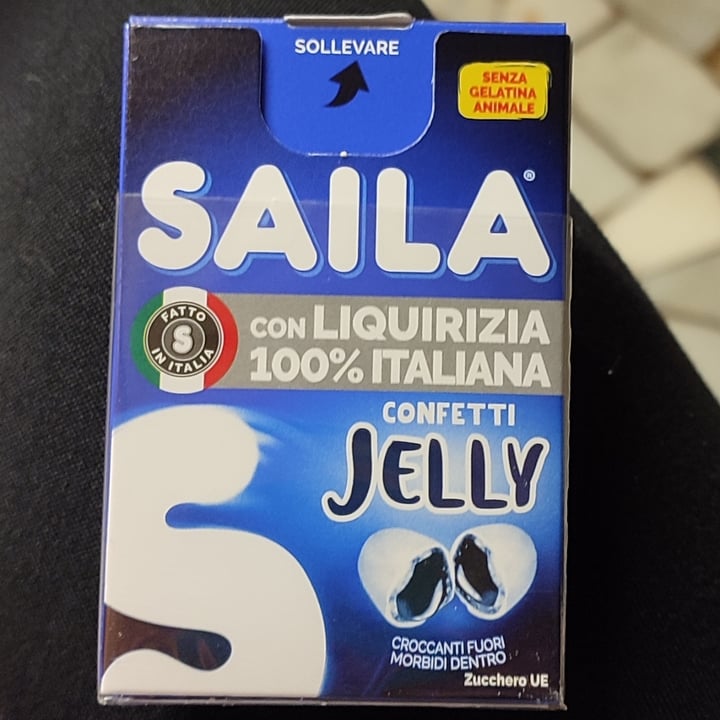 SOLLEVARE
SENZA
GELATINA
ANIMALE
SAILA®
FATTO
S
IN ITALIA
CON LIQUIRIZIA
100% ITALIANA
CONFETTI
JELLY
S
CROCCANTI FUORI
MORBIDI DENTRO
Zucchero UE